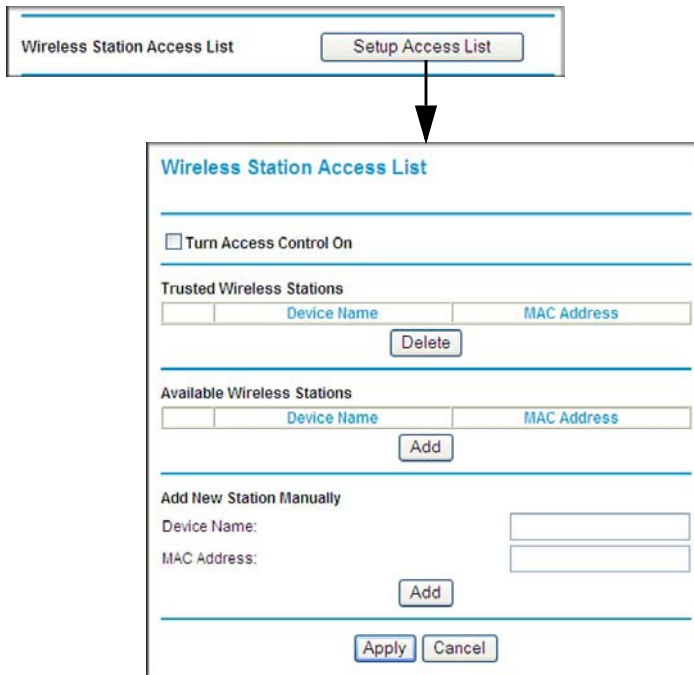 Wireless Station Access List Setup Access List
Wireless Station Access List
Turn Access Control On
Trusted Wireless Stations
Device Name MAC Address
Delete
Available Wireless Stations
Device Name MAC Address
Add
Add New Station Manually
Device Name:
MAC Address:
Add
Apply Cancel